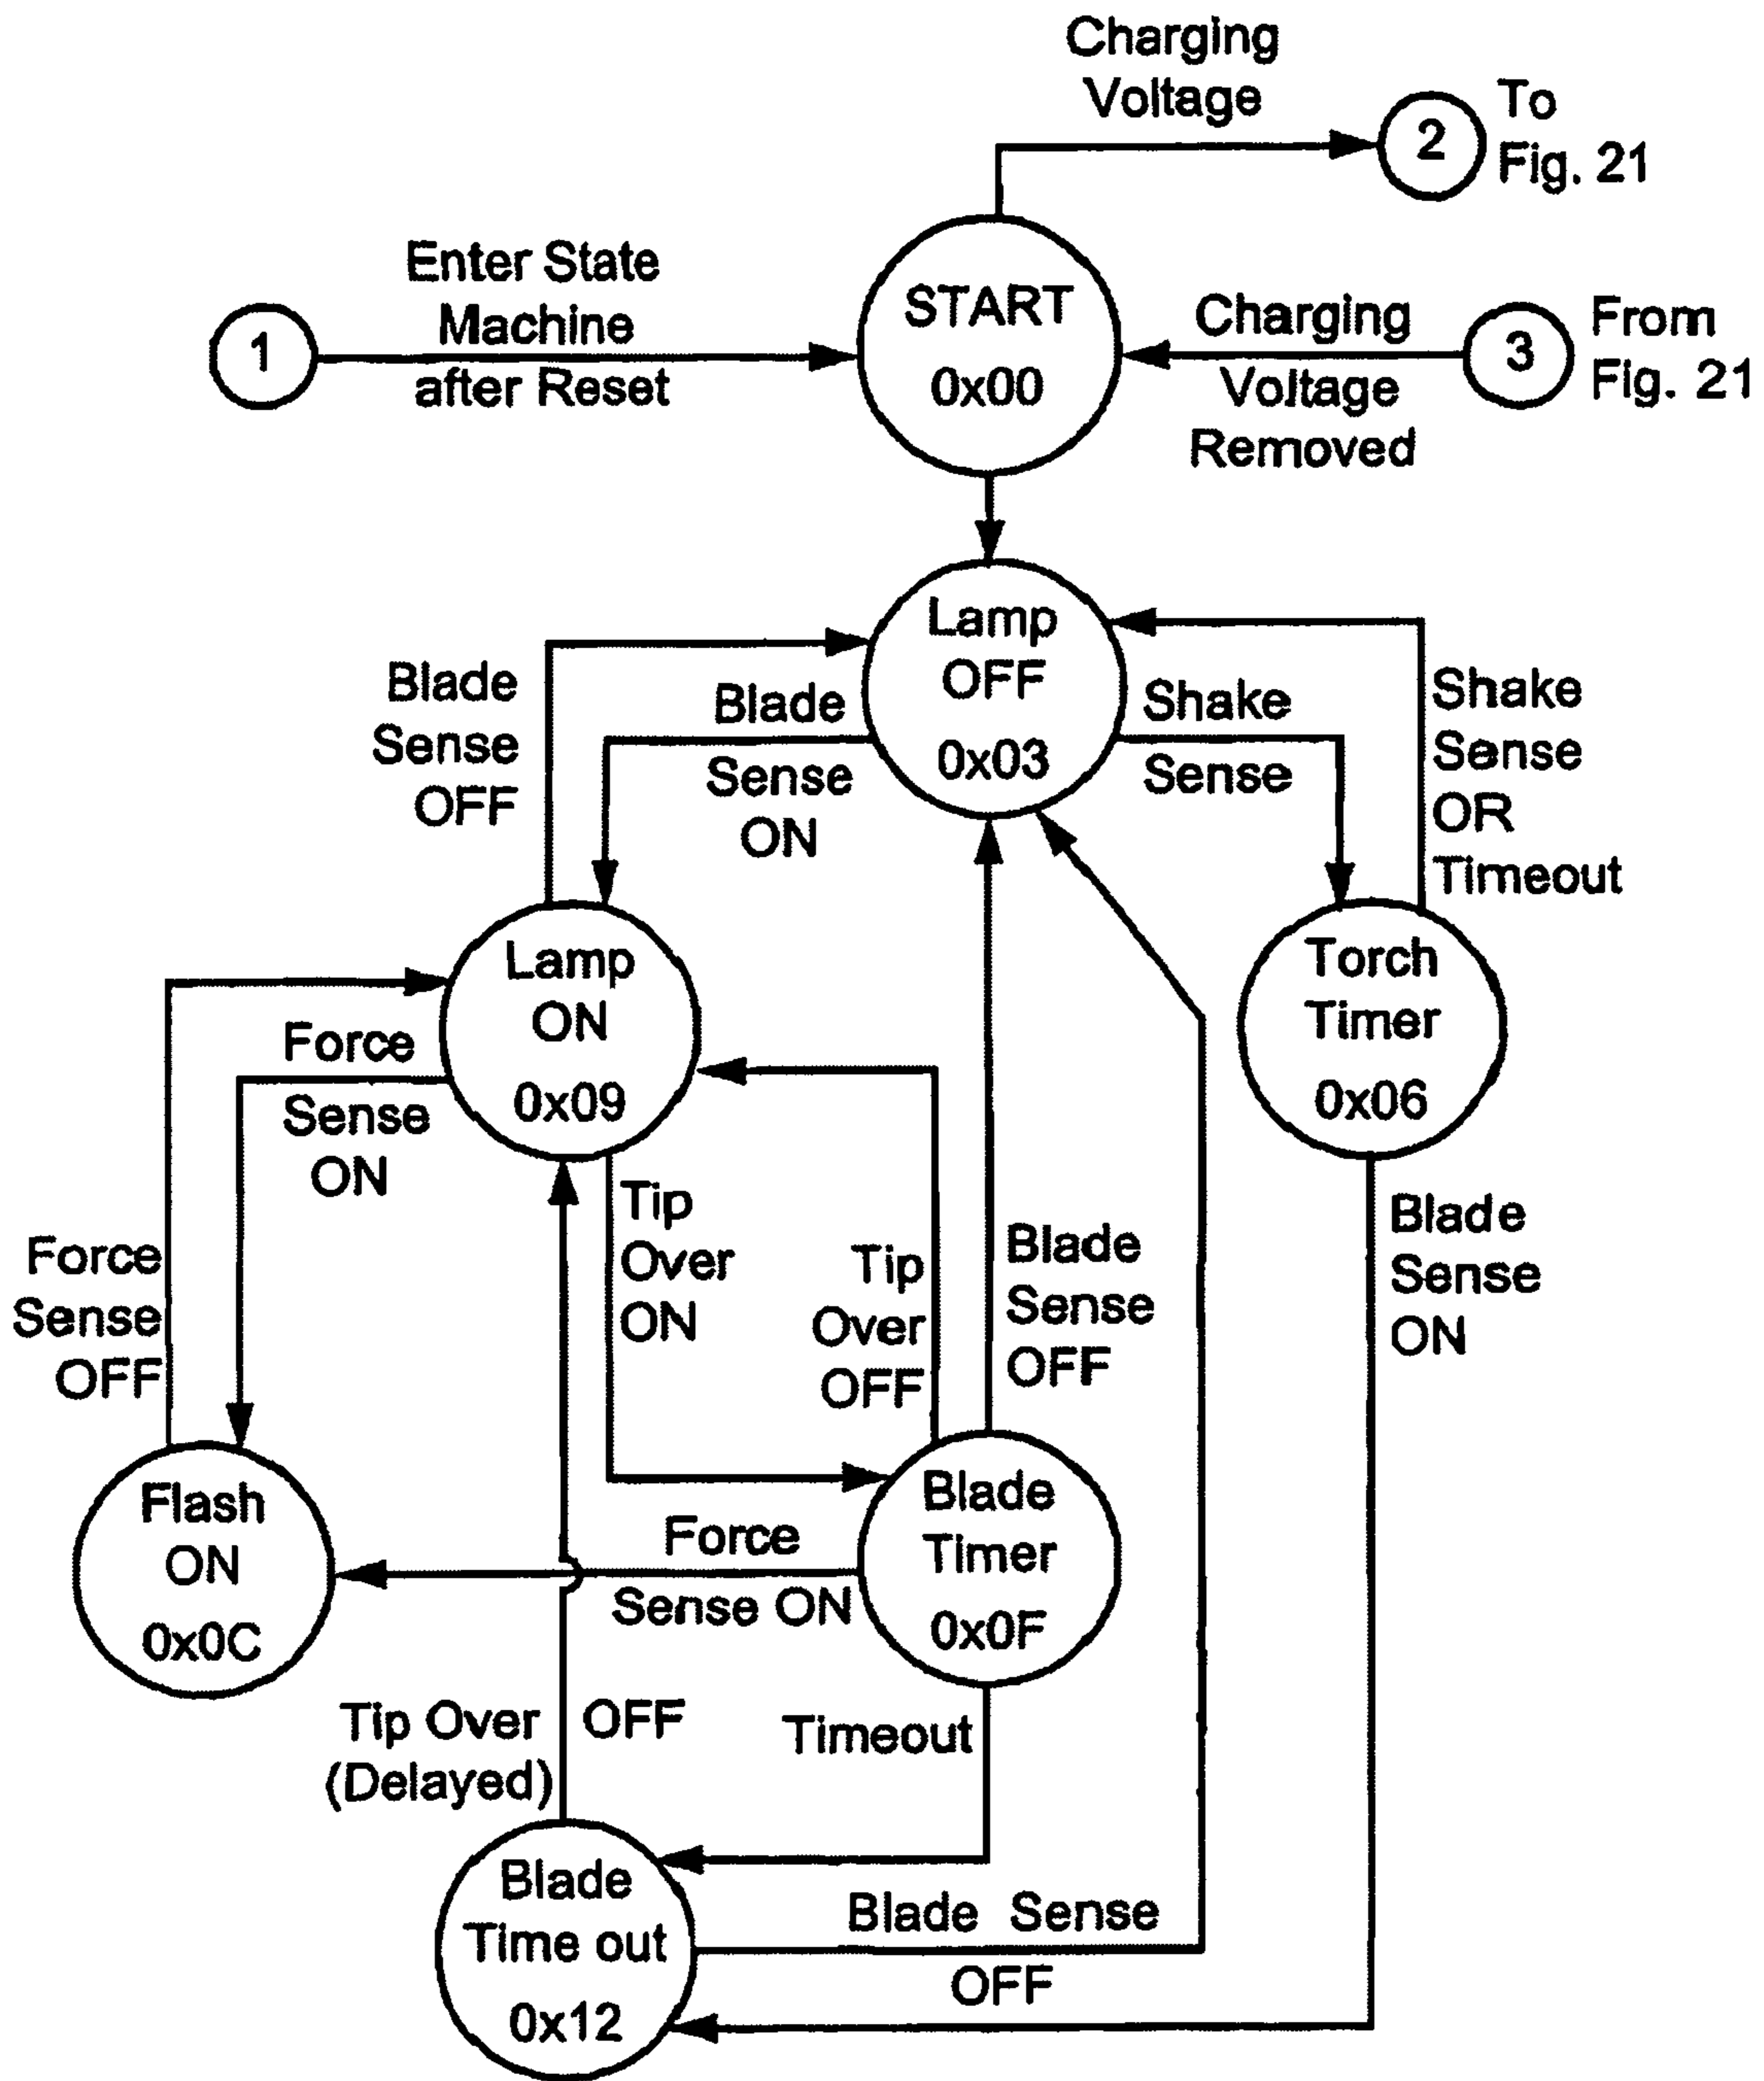 Charging
Voltage
2
To
Fig. 21
Enter State
Machine
after Reset
1
START
0x00
Charging
Voltage
Removed
3
From
Fig. 21
Lamp
OFF
0x03
Blade
Sense
OFF
Blade
Sense
ON
Shake
Sense
Shake
Sense
OR
Timeout
Lamp
ON
0x09
Torch
Timer
0x06
Force
Sense
ON
Force
Sense
OFF
Tip
Over
ON
Tip
Over
OFF
Blade
Sense
OFF
Blade
Sense
ON
Flash
ON
0x0C
Force
Sense ON
Blade
Timer
0x0F
Tip Over OFF
(Delayed)
Timeout
Blade
Time out
0x12
Blade Sense
OFF